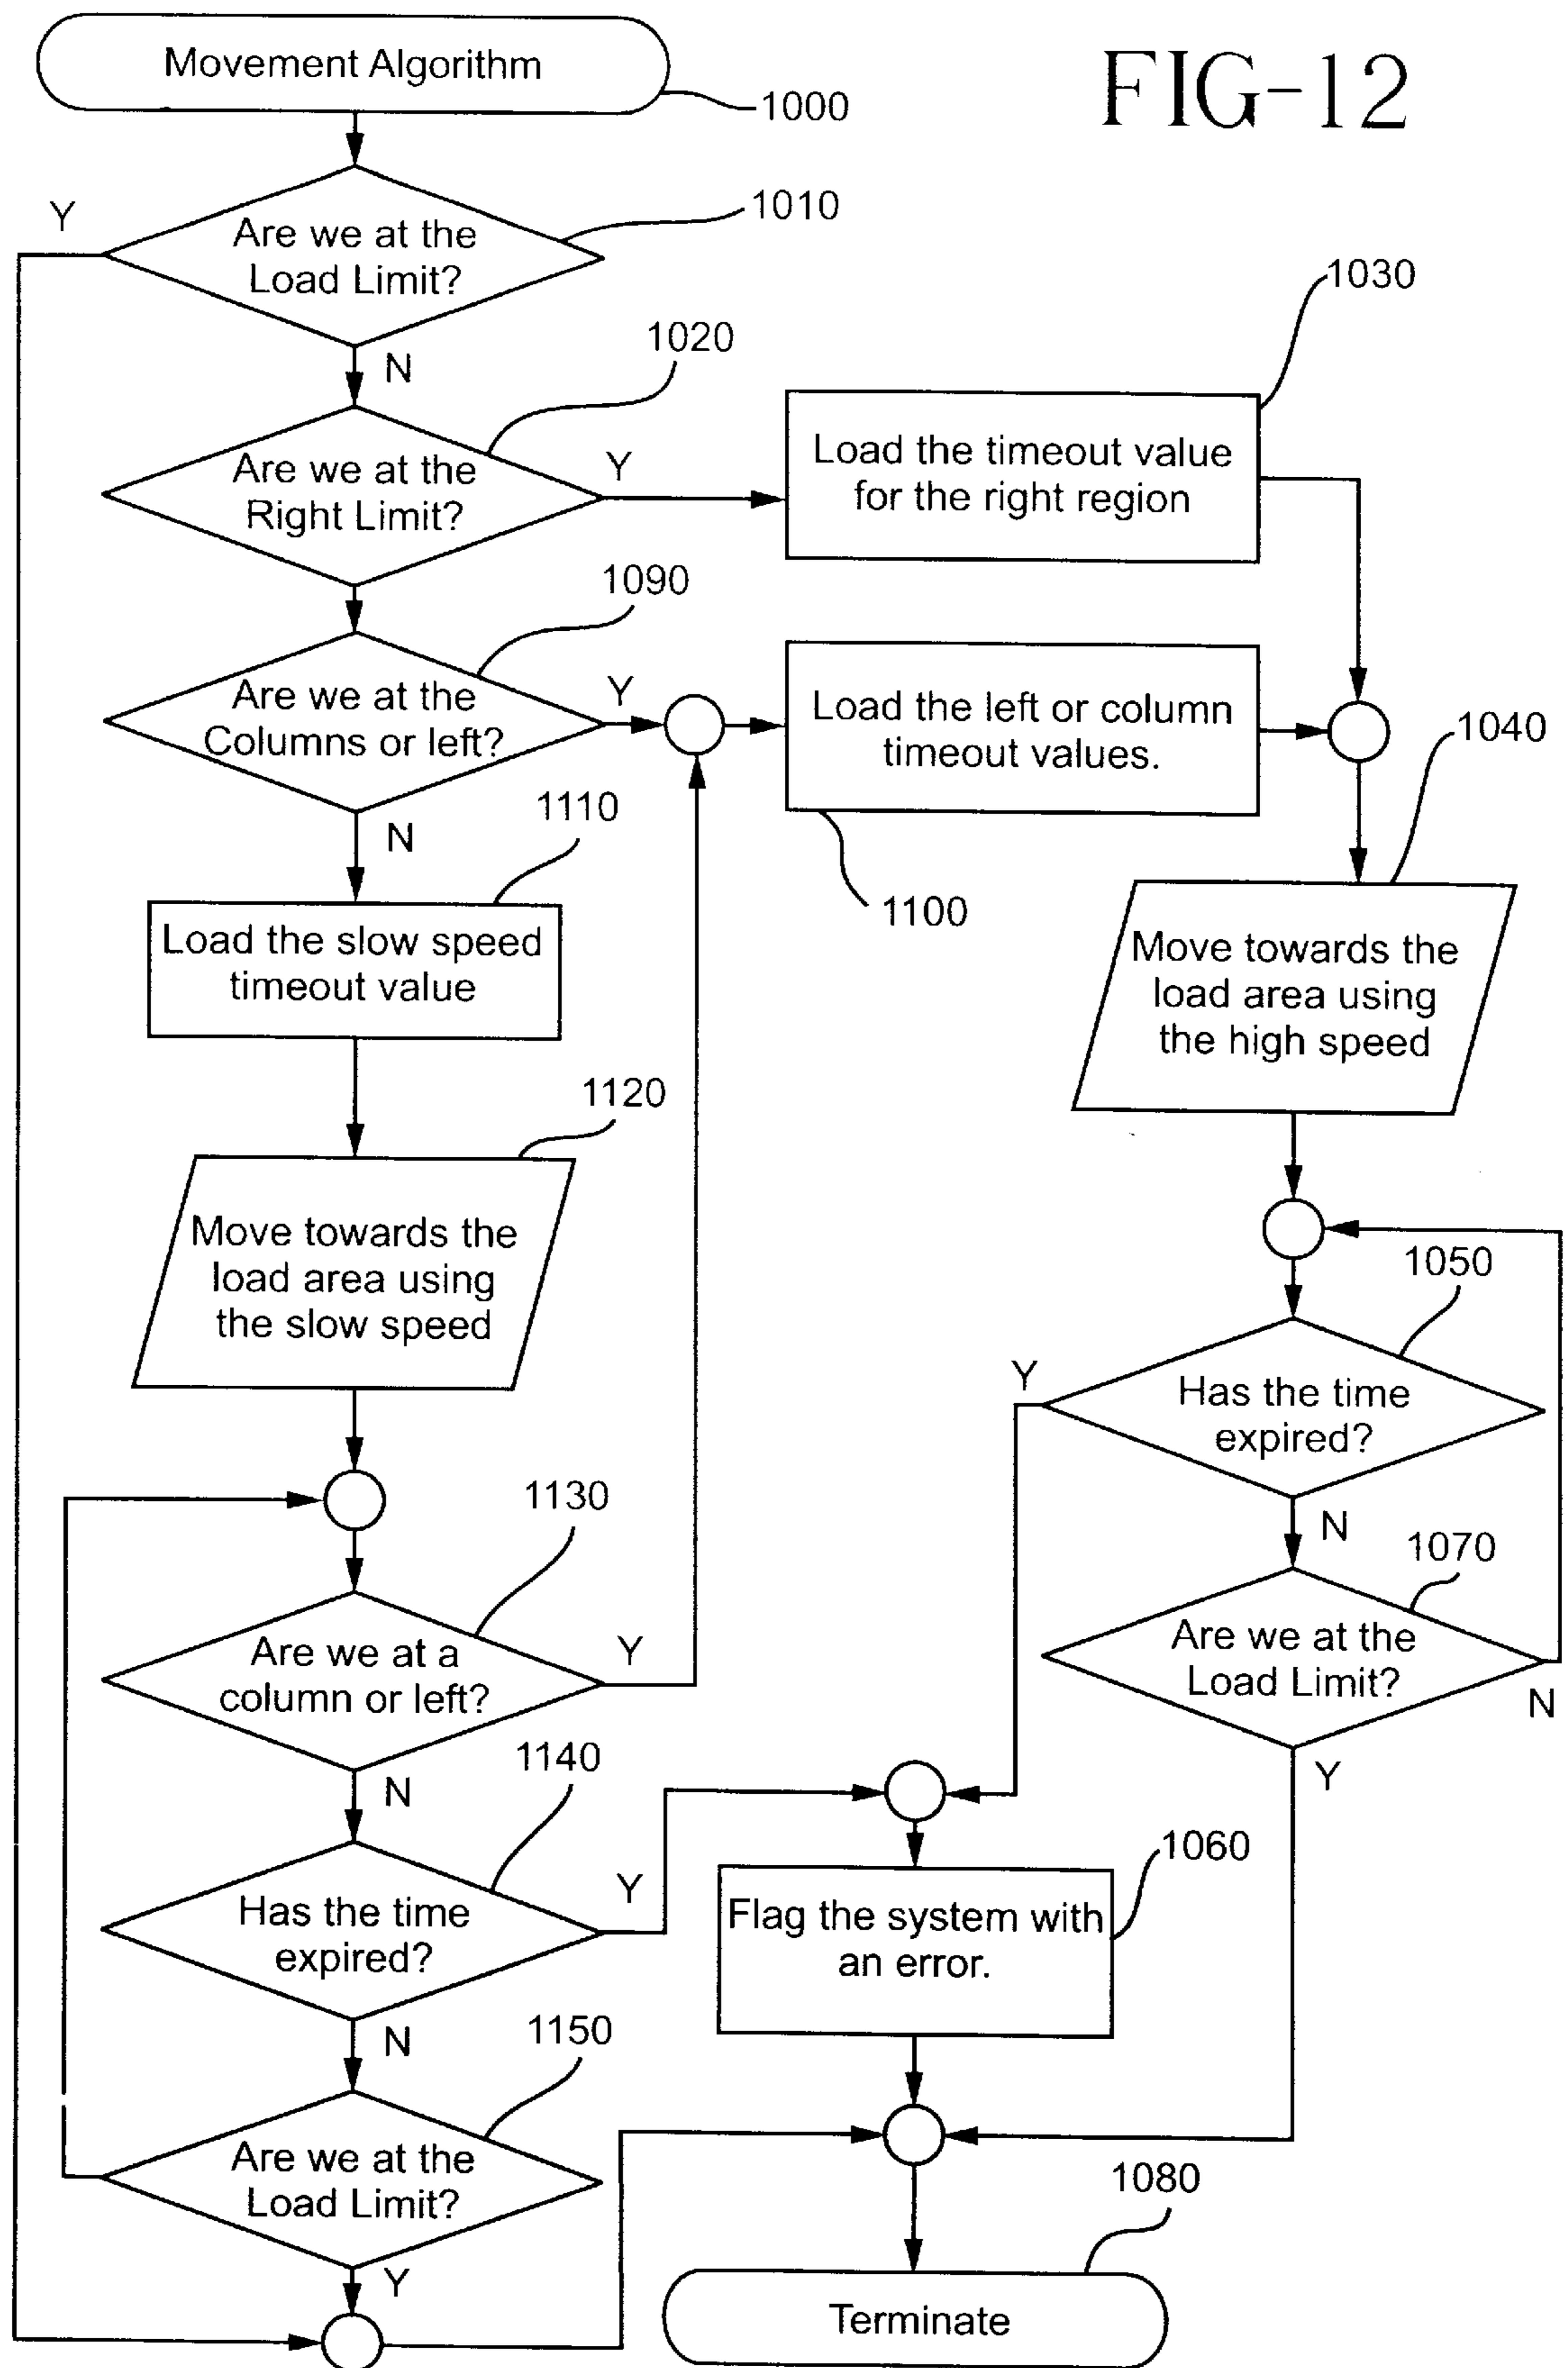 FIG-12
Movement Algorithm
1000
Y
Are we at the
Load Limit?
1010
N
1020
Are we at the
Right Limit?
Y
Load the timeout value
for the right region
1030
1090
Are we at the
Columns or left?
Y
Load the left or column
timeout values.
1100
1040
N
1110
Load the slow speed
timeout value
Move towards the
load area using
the high speed
1120
Move towards the
load area using
the slow speed
1050
Y
Has the time
expired?
N
1130
Are we at a
column or left?
Y
1070
Are we at the
Load Limit?
N
Y
N
1140
Has the time
expired?
Y
1060
Flag the system with
an error.
N
1150
Are we at the
Load Limit?
Y
1080
Terminate